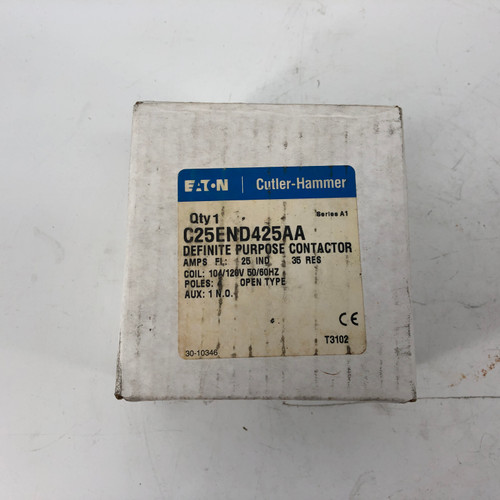 EATON Cutler-Hammer
Qty 1 Series A1
C25END425AA
DEFINITE PURPOSE CONTACTOR
AMPS FL: 25 IND 35 RES
COIL: 104/120V 50/60HZ
POLES: OPEN TYPE
AUX: 1 N.O.
CE
T3102
30-10346